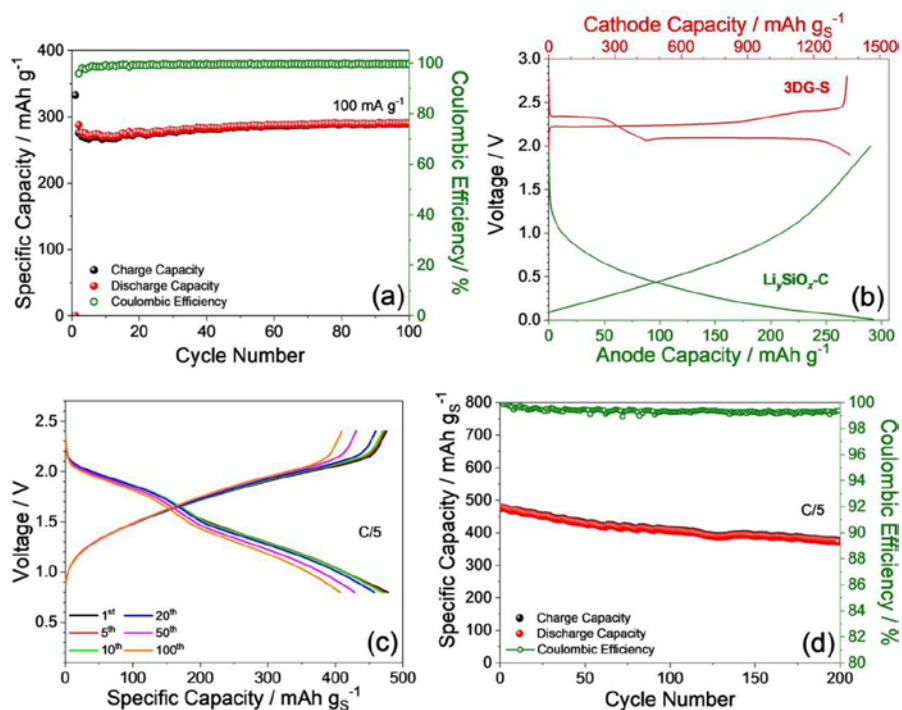 400
300
200
100
0
Specific Capacity / mAh g⁻¹
100
80
60
40
20
0
Coulombic Efficiency/ %
100 mA g⁻¹
Charge Capacity
Discharge Capacity
Coulombic Efficiency
(a)
0 20 40 60 80 100
Cycle Number
Cathode Capacity / mAh gS⁻¹
0 300 600 900 1200 1500
3.0
2.5
2.0
1.5
1.0
0.5
0.0
Voltage / V
3DG-S
LiySiOx-C
(b)
0 50 100 150 200 250 300
Anode Capacity / mAh g⁻¹
2.5
2.0
1.5
1.0
0.5
Voltage / V
C/5
1st 20th
5th 50th
10th 100th
(c)
0 100 200 300 400 500
Specific Capacity / mAh gS⁻¹
800
700
600
500
400
300
200
100
0
Specific Capacity / mAh gS⁻¹
100
98
96
94
92
90
88
86
84
82
80
Coulombic Efficiency / %
C/5
Charge Capacity
Discharge Capacity
Coulombic Efficiency
(d)
0 50 100 150 200
Cycle Number